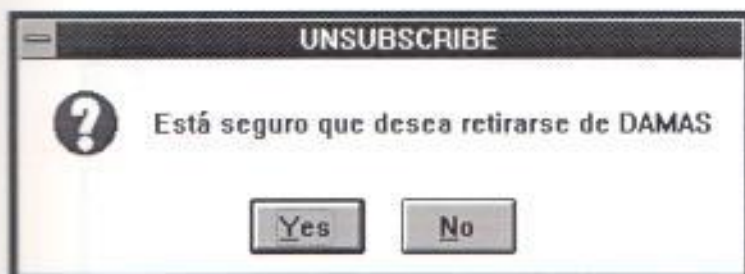 UNSUBSCRIBE
Está seguro que desea retirarse de DAMAS
Yes
No